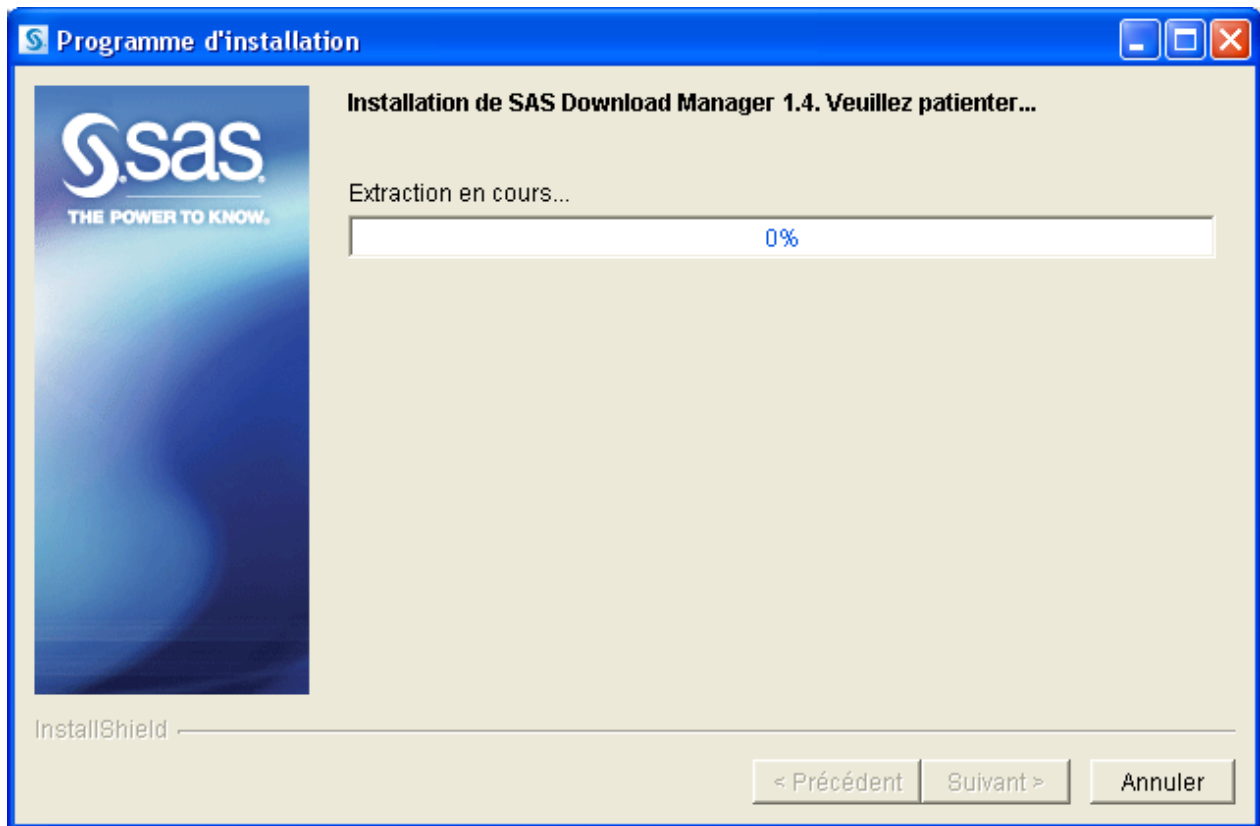 Programme d'installation
Installation de SAS Download Manager 1.4. Veuillez patienter...
sas
THE POWER TO KNOW.
Extraction en cours...
0%
InstallShield
< Précédent
Suivant >
Annuler